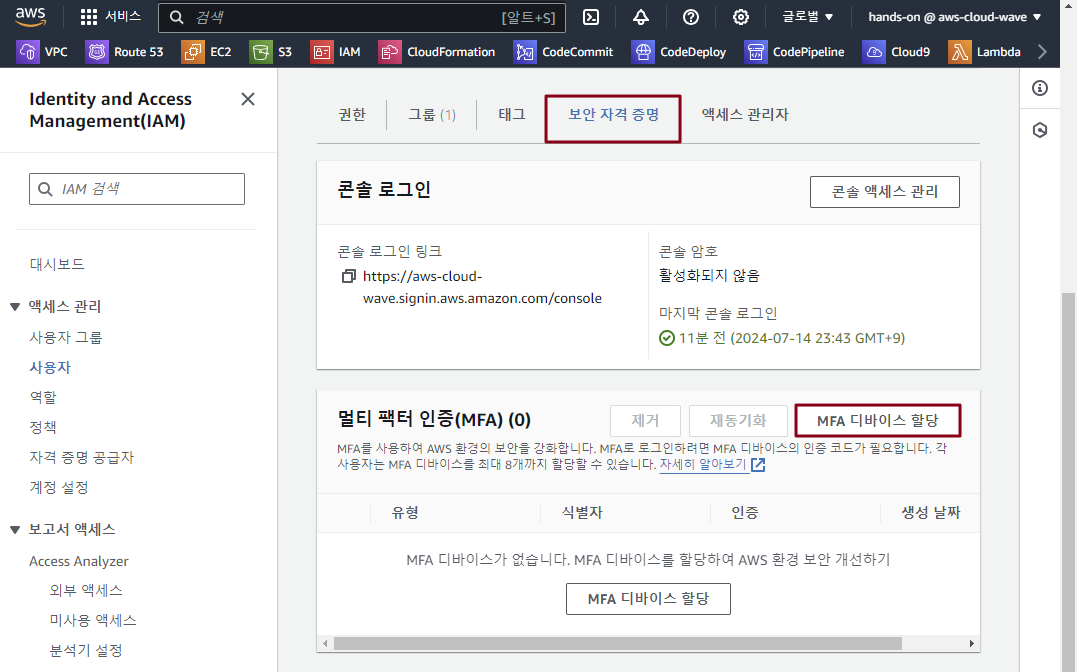 aws
서비스
검색
[알트+S]
글로벌 ▼
hands-on @ aws-cloud-wave ▼
VPC
Route 53
EC2
S3
IAM
CloudFormation
CodeCommit
CodeDeploy
CodePipeline
Cloud9
Lambda
Identity and Access
Management(IAM)
IAM 검색
대시보드
액세스 관리
사용자 그룹
사용자
역할
정책
자격 증명 공급자
계정 설정
보고서 액세스
Access Analyzer
외부 액세스
미사용 액세스
분석기 설정
권한
그룹 (1)
태그
보안 자격 증명
액세스 관리자
콘솔 로그인
콘솔 액세스 관리
콘솔 로그인 링크
https://aws-cloud-
wave.signin.aws.amazon.com/console
콘솔 암호
활성화되지 않음
마지막 콘솔 로그인
11분 전 (2024-07-14 23:43 GMT+9)
멀티 팩터 인증(MFA) (0)
제거
재동기화
MFA 디바이스 할당
MFA를 사용하여 AWS 환경의 보안을 강화합니다. MFA로 로그인하려면 MFA 디바이스의 인증 코드가 필요합니다. 각
사용자는 MFA 디바이스를 최대 8개까지 할당할 수 있습니다. 자세히 알아보기
유형
식별자
인증
생성 날짜
MFA 디바이스가 없습니다. MFA 디바이스를 할당하여 AWS 환경 보안 개선하기
MFA 디바이스 할당